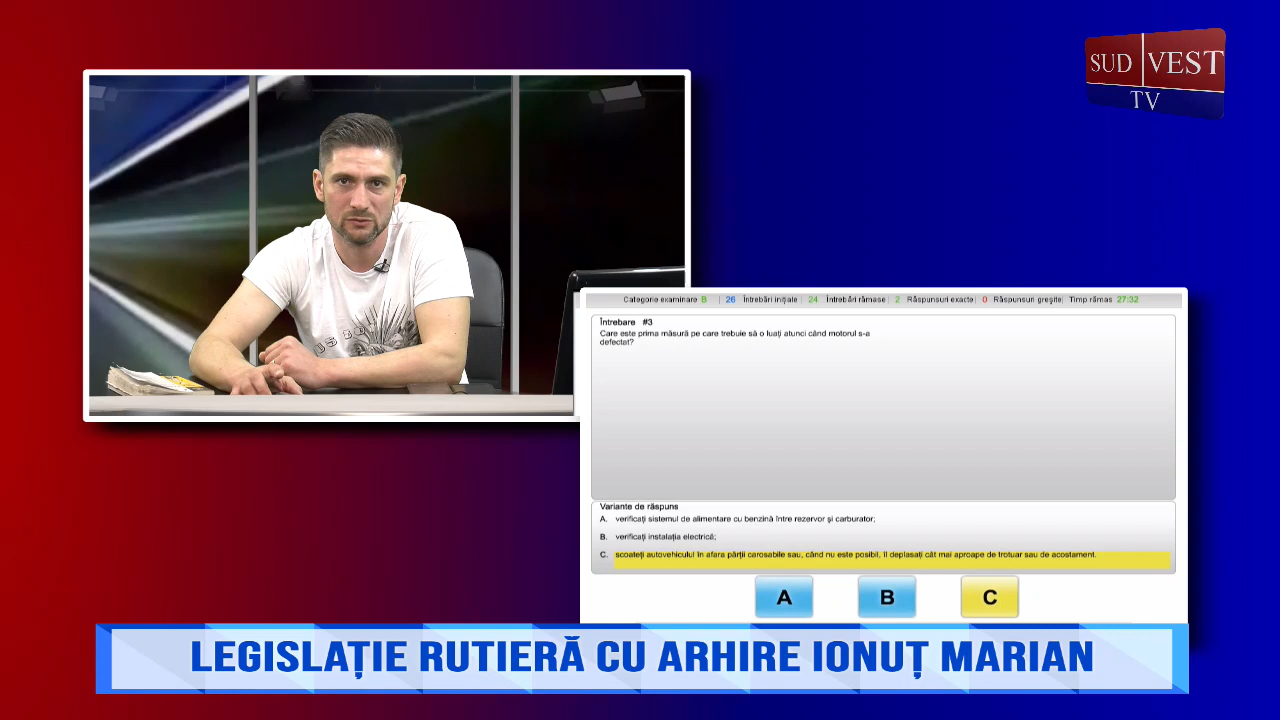 SUD VEST
TV
Categorie examinare B | 26 Întrebări inițiale | 24 Întrebări rămase | 2 Răspunsuri exacte | 0 Răspunsuri greșite | Timp rămas 27:32
Întrebare #3
Care este prima măsură pe care trebuie să o luați atunci când motorul s-a
defectat?
Variante de răspuns
A. verificați sistemul de alimentare cu benzină între rezervor și carburator;
B. verificați instalația electrică;
C. scoateți autovehiculul în afara părții carosabile sau, când nu este posibil, îl deplasați cât mai aproape de trotuar sau de acostament.
A B C
LEGISLAȚIE RUTIERĂ CU ARHIRE IONUȚ MARIAN